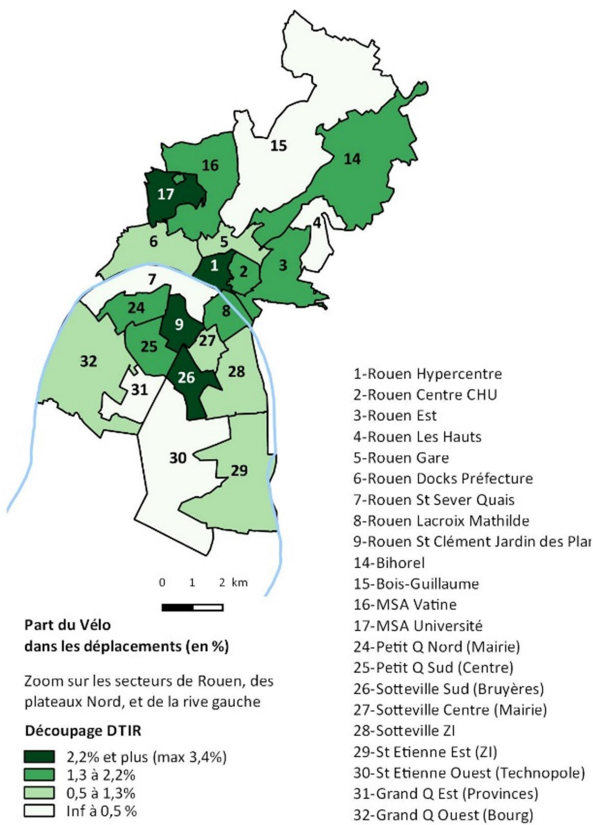 15
14
16
17
4
6
5
1
2
3
7
24
8
9
25
27
32
26
28
31
30
29
1-Rouen Hypercentre
2-Rouen Centre CHU
3-Rouen Est
4-Rouen Les Hauts
5-Rouen Gare
6-Rouen Docks Préfecture
7-Rouen St Sever Quais
8-Rouen Lacroix Mathilde
9-Rouen St Clément Jardin des Plan
14-Bihorel
15-Bois-Guillaume
16-MSA Vatine
17-MSA Université
24-Petit Q Nord (Mairie)
25-Petit Q Sud (Centre)
26-Sotteville Sud (Bruyères)
27-Sotteville Centre (Mairie)
28-Sotteville ZI
29-St Etienne Est (ZI)
30-St Etienne Ouest (Technopole)
31-Grand Q Est (Provinces)
32-Grand Q Ouest (Bourg)
0 1 2 km
Part du Vélo
dans les déplacements (en %)
Zoom sur les secteurs de Rouen, des
plateaux Nord, et de la rive gauche
Découpage DTIR
2,2% et plus (max 3,4%)
1,3 à 2,2%
0,5 à 1,3%
Inf à 0,5 %